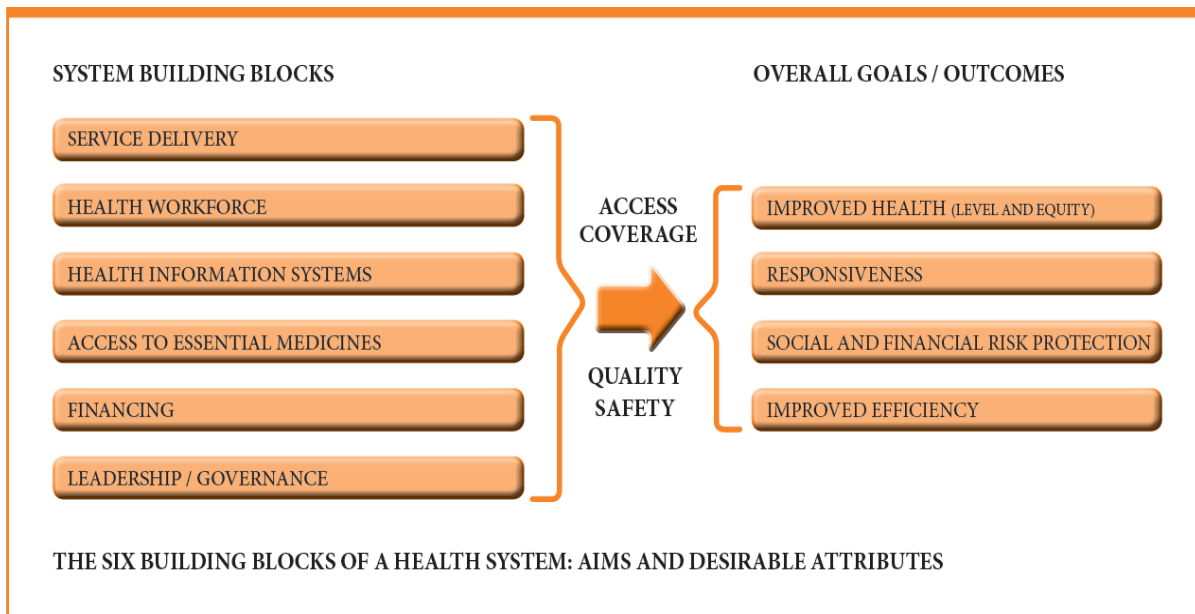 SYSTEM BUILDING BLOCKS
SERVICE DELIVERY
HEALTH WORKFORCE
HEALTH INFORMATION SYSTEMS
ACCESS TO ESSENTIAL MEDICINES
FINANCING
LEADERSHIP / GOVERNANCE
ACCESS
COVERAGE
QUALITY
SAFETY
OVERALL GOALS / OUTCOMES
IMPROVED HEALTH (LEVEL AND EQUITY)
RESPONSIVENESS
SOCIAL AND FINANCIAL RISK PROTECTION
IMPROVED EFFICIENCY
THE SIX BUILDING BLOCKS OF A HEALTH SYSTEM: AIMS AND DESIRABLE ATTRIBUTES